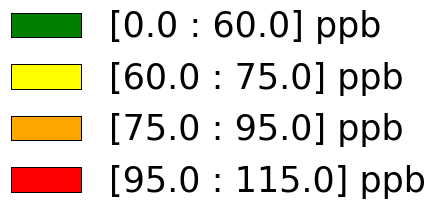 [0.0 : 60.0] ppb
[60.0 : 75.0] ppb
[75.0 : 95.0] ppb
[95.0 : 115.0] ppb